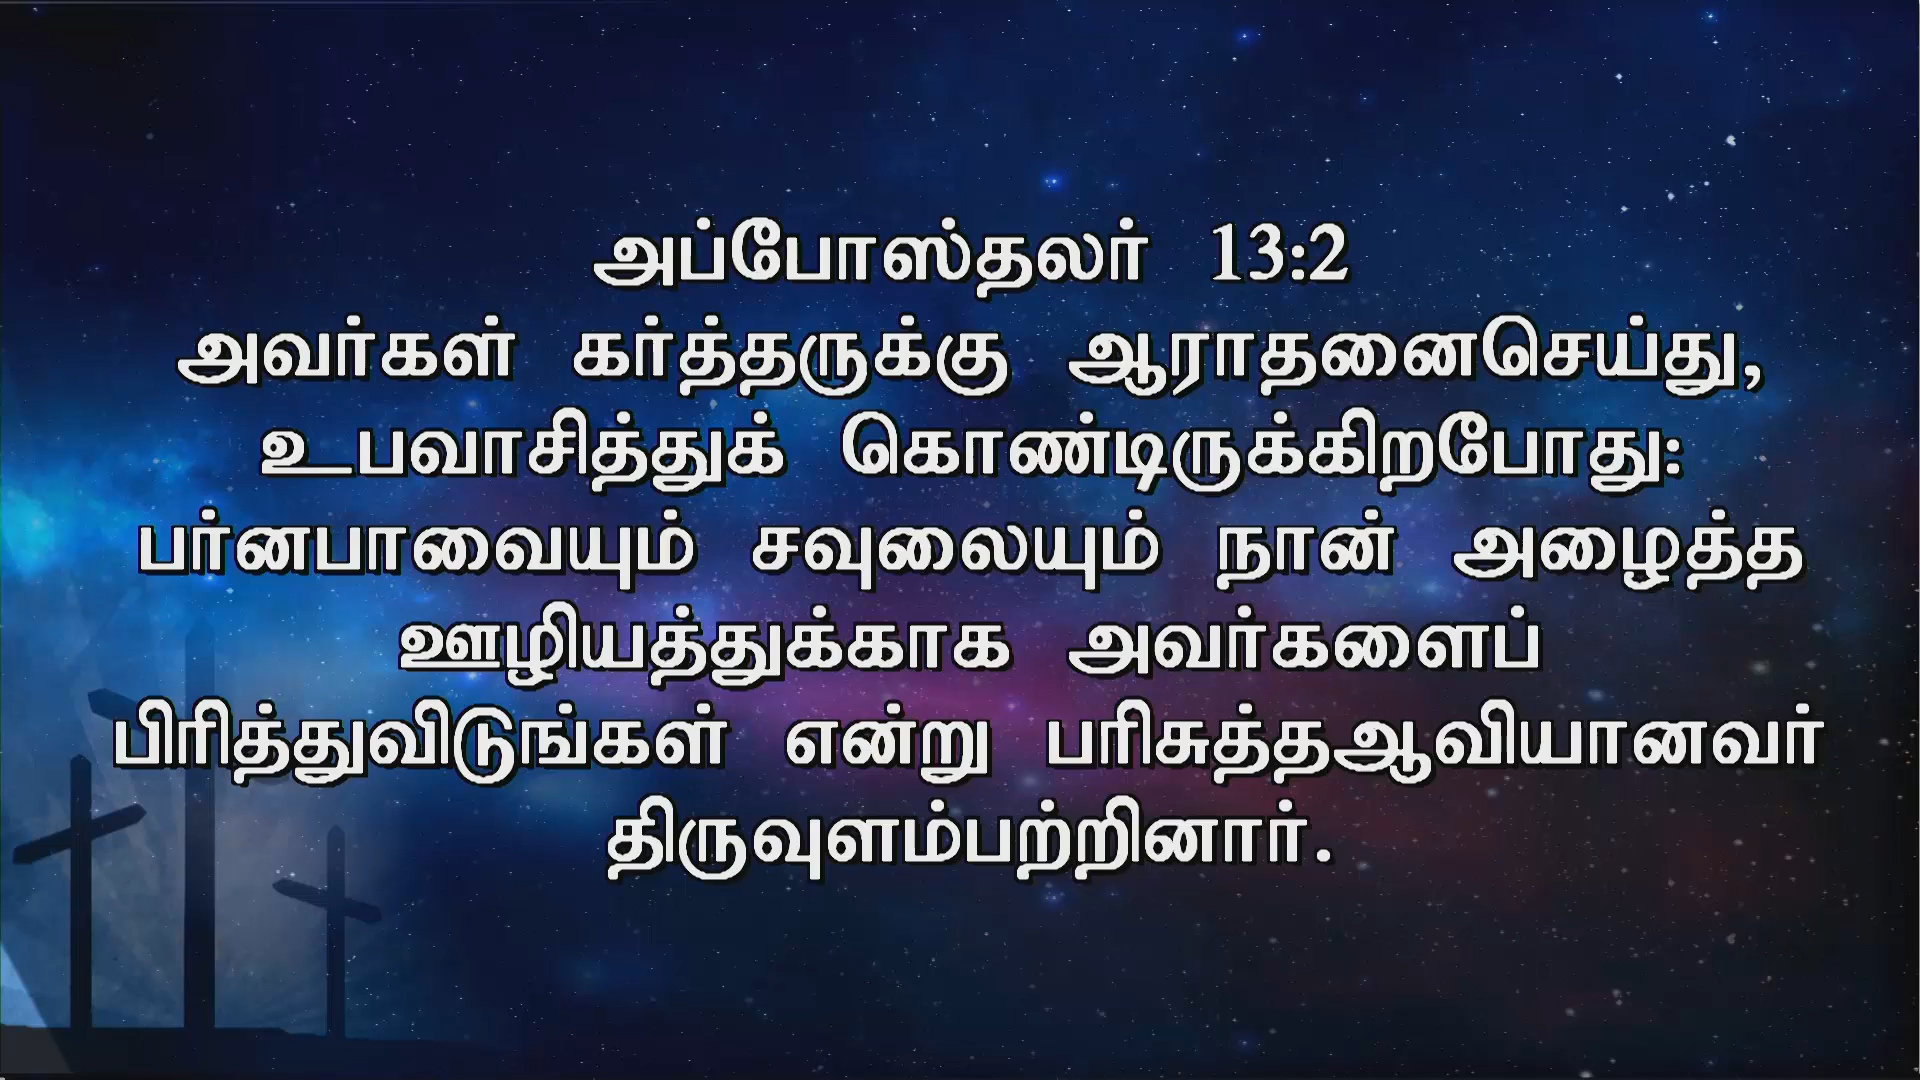 அப்போஸ்தலர் 13:2
அவர்கள் கர்த்தருக்கு ஆராதனைசெய்து,
உபவாசித்துக் கொண்டிருக்கிறபோது:
பர்னபாவையும் சவுலையும் நான் அழைத்த
ஊழியத்துக்காக அவர்களைப்
பிரித்துவிடுங்கள் என்று பரிசுத்தஆவியானவர்
திருவுளம்பற்றினார்.